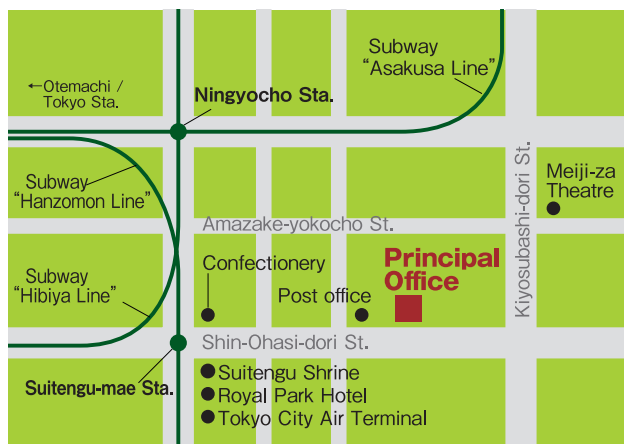 Subway
“Asakusa Line”
←Otemachi /
Tokyo Sta.
Ningyocho Sta.
Subway
“Hanzomon Line”
Meiji-za
Theatre
Amazake-yokocho St.
Kiyosubashi-dori St.
Principal
Office
Confectionery
Subway
“Hibiya Line”
Post office
Shin-Ohasi-dori St.
Suitengu-mae Sta.
Suitengu Shrine
Royal Park Hotel
Tokyo City Air Terminal